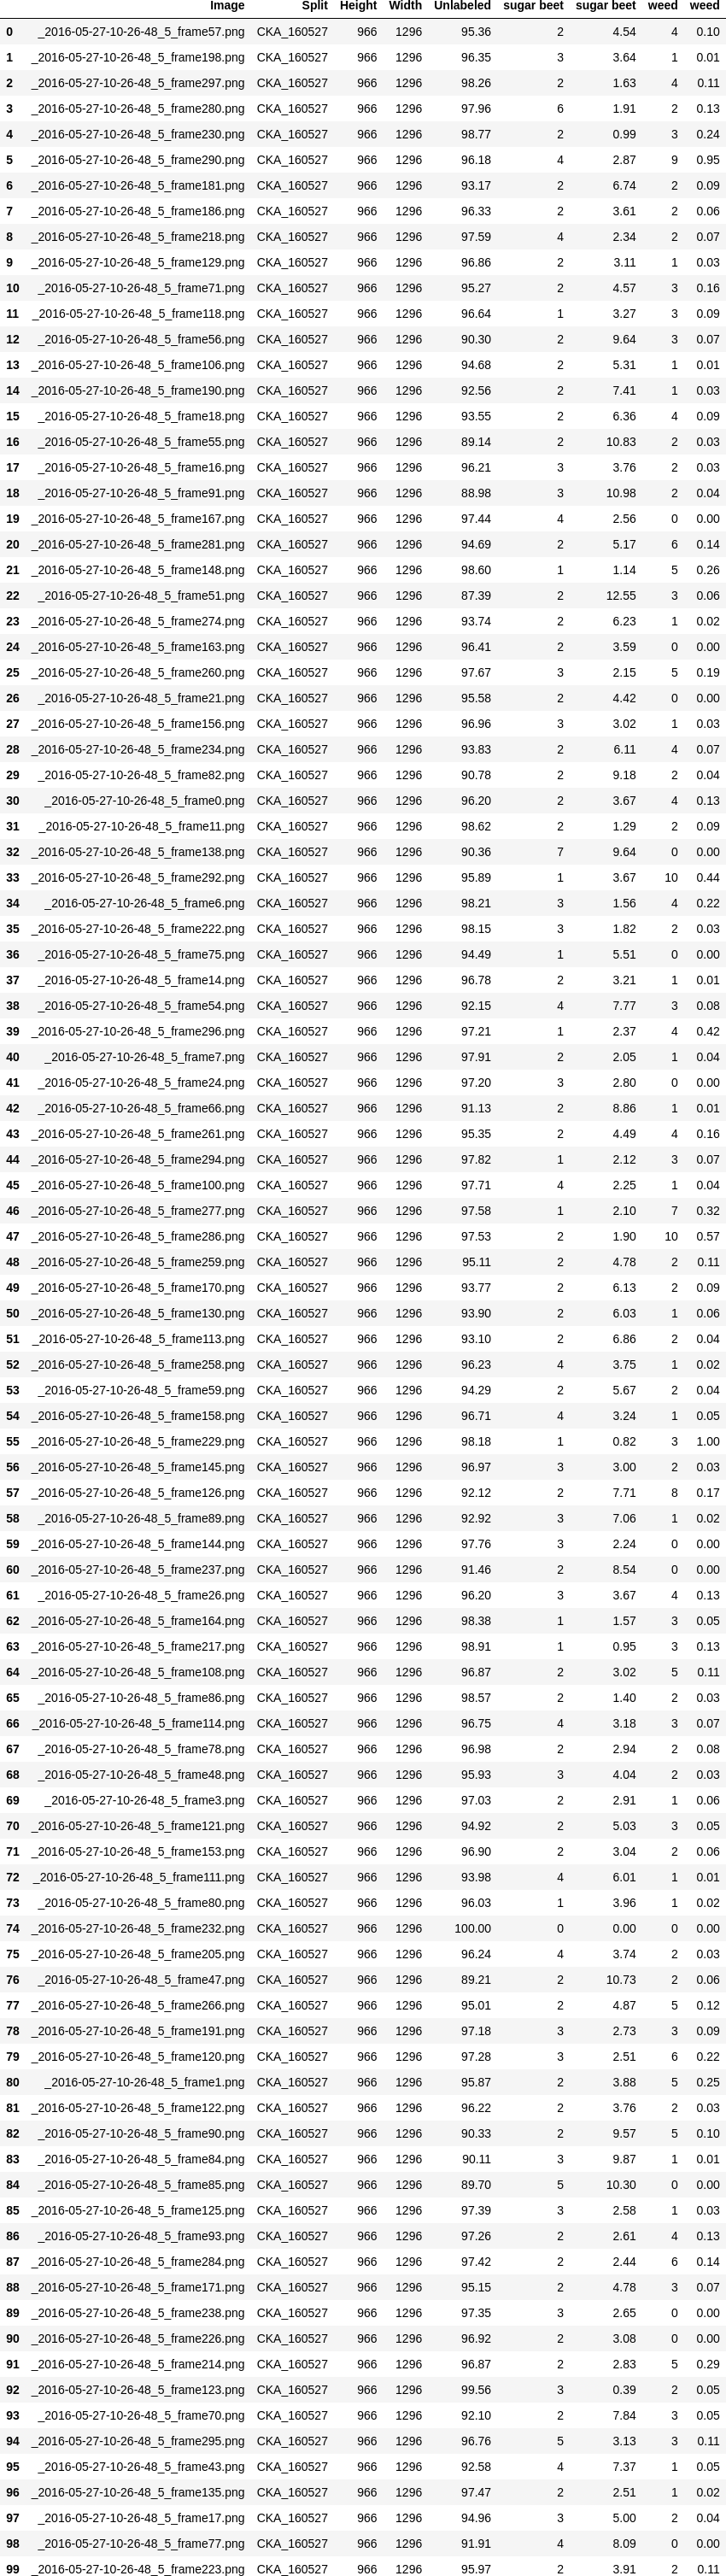 Image Split Height Width Unlabeled sugar beet sugar beet weed weed
0 _2016-05-27-10-26-48_5_frame57.png CKA_160527 966 1296 95.36 2 4.54 4 0.10
1 _2016-05-27-10-26-48_5_frame198.png CKA_160527 966 1296 96.35 3 3.64 1 0.01
2 _2016-05-27-10-26-48_5_frame297.png CKA_160527 966 1296 98.26 2 1.63 4 0.11
3 _2016-05-27-10-26-48_5_frame280.png CKA_160527 966 1296 97.96 6 1.91 2 0.13
4 _2016-05-27-10-26-48_5_frame230.png CKA_160527 966 1296 98.77 2 0.99 3 0.24
5 _2016-05-27-10-26-48_5_frame290.png CKA_160527 966 1296 96.18 4 2.87 9 0.95
6 _2016-05-27-10-26-48_5_frame181.png CKA_160527 966 1296 93.17 2 6.74 2 0.09
7 _2016-05-27-10-26-48_5_frame186.png CKA_160527 966 1296 96.33 2 3.61 2 0.06
8 _2016-05-27-10-26-48_5_frame218.png CKA_160527 966 1296 97.59 4 2.34 2 0.07
9 _2016-05-27-10-26-48_5_frame129.png CKA_160527 966 1296 96.86 2 3.11 1 0.03
10 _2016-05-27-10-26-48_5_frame71.png CKA_160527 966 1296 95.27 2 4.57 3 0.16
11 _2016-05-27-10-26-48_5_frame118.png CKA_160527 966 1296 96.64 1 3.27 3 0.09
12 _2016-05-27-10-26-48_5_frame56.png CKA_160527 966 1296 90.30 2 9.64 3 0.07
13 _2016-05-27-10-26-48_5_frame106.png CKA_160527 966 1296 94.68 2 5.31 1 0.01
14 _2016-05-27-10-26-48_5_frame190.png CKA_160527 966 1296 92.56 2 7.41 1 0.03
15 _2016-05-27-10-26-48_5_frame18.png CKA_160527 966 1296 93.55 2 6.36 4 0.09
16 _2016-05-27-10-26-48_5_frame55.png CKA_160527 966 1296 89.14 2 10.83 2 0.03
17 _2016-05-27-10-26-48_5_frame16.png CKA_160527 966 1296 96.21 3 3.76 2 0.03
18 _2016-05-27-10-26-48_5_frame91.png CKA_160527 966 1296 88.98 3 10.98 2 0.04
19 _2016-05-27-10-26-48_5_frame167.png CKA_160527 966 1296 97.44 4 2.56 0 0.00
20 _2016-05-27-10-26-48_5_frame281.png CKA_160527 966 1296 94.69 2 5.17 6 0.14
21 _2016-05-27-10-26-48_5_frame148.png CKA_160527 966 1296 98.60 1 1.14 5 0.26
22 _2016-05-27-10-26-48_5_frame51.png CKA_160527 966 1296 87.39 2 12.55 3 0.06
23 _2016-05-27-10-26-48_5_frame274.png CKA_160527 966 1296 93.74 2 6.23 1 0.02
24 _2016-05-27-10-26-48_5_frame163.png CKA_160527 966 1296 96.41 2 3.59 0 0.00
25 _2016-05-27-10-26-48_5_frame260.png CKA_160527 966 1296 97.67 3 2.15 5 0.19
26 _2016-05-27-10-26-48_5_frame21.png CKA_160527 966 1296 95.58 2 4.42 0 0.00
27 _2016-05-27-10-26-48_5_frame156.png CKA_160527 966 1296 96.96 3 3.02 1 0.03
28 _2016-05-27-10-26-48_5_frame234.png CKA_160527 966 1296 93.83 2 6.11 4 0.07
29 _2016-05-27-10-26-48_5_frame82.png CKA_160527 966 1296 90.78 2 9.18 2 0.04
30 _2016-05-27-10-26-48_5_frame0.png CKA_160527 966 1296 96.20 2 3.67 4 0.13
31 _2016-05-27-10-26-48_5_frame11.png CKA_160527 966 1296 98.62 2 1.29 2 0.09
32 _2016-05-27-10-26-48_5_frame138.png CKA_160527 966 1296 90.36 7 9.64 0 0.00
33 _2016-05-27-10-26-48_5_frame292.png CKA_160527 966 1296 95.89 1 3.67 10 0.44
34 _2016-05-27-10-26-48_5_frame6.png CKA_160527 966 1296 98.21 3 1.56 4 0.22
35 _2016-05-27-10-26-48_5_frame222.png CKA_160527 966 1296 98.15 3 1.82 2 0.03
36 _2016-05-27-10-26-48_5_frame75.png CKA_160527 966 1296 94.49 1 5.51 0 0.00
37 _2016-05-27-10-26-48_5_frame14.png CKA_160527 966 1296 96.78 2 3.21 1 0.01
38 _2016-05-27-10-26-48_5_frame54.png CKA_160527 966 1296 92.15 4 7.77 3 0.08
39 _2016-05-27-10-26-48_5_frame296.png CKA_160527 966 1296 97.21 1 2.37 4 0.42
40 _2016-05-27-10-26-48_5_frame7.png CKA_160527 966 1296 97.91 2 2.05 1 0.04
41 _2016-05-27-10-26-48_5_frame24.png CKA_160527 966 1296 97.20 3 2.80 0 0.00
42 _2016-05-27-10-26-48_5_frame66.png CKA_160527 966 1296 91.13 2 8.86 1 0.01
43 _2016-05-27-10-26-48_5_frame261.png CKA_160527 966 1296 95.35 2 4.49 4 0.16
44 _2016-05-27-10-26-48_5_frame294.png CKA_160527 966 1296 97.82 1 2.12 3 0.07
45 _2016-05-27-10-26-48_5_frame100.png CKA_160527 966 1296 97.71 4 2.25 1 0.04
46 _2016-05-27-10-26-48_5_frame277.png CKA_160527 966 1296 97.58 1 2.10 7 0.32
47 _2016-05-27-10-26-48_5_frame286.png CKA_160527 966 1296 97.53 2 1.90 10 0.57
48 _2016-05-27-10-26-48_5_frame259.png CKA_160527 966 1296 95.11 2 4.78 2 0.11
49 _2016-05-27-10-26-48_5_frame170.png CKA_160527 966 1296 93.77 2 6.13 2 0.09
50 _2016-05-27-10-26-48_5_frame130.png CKA_160527 966 1296 93.90 2 6.03 1 0.06
51 _2016-05-27-10-26-48_5_frame113.png CKA_160527 966 1296 93.10 2 6.86 2 0.04
52 _2016-05-27-10-26-48_5_frame258.png CKA_160527 966 1296 96.23 4 3.75 1 0.02
53 _2016-05-27-10-26-48_5_frame59.png CKA_160527 966 1296 94.29 2 5.67 2 0.04
54 _2016-05-27-10-26-48_5_frame158.png CKA_160527 966 1296 96.71 4 3.24 1 0.05
55 _2016-05-27-10-26-48_5_frame229.png CKA_160527 966 1296 98.18 1 0.82 3 1.00
56 _2016-05-27-10-26-48_5_frame145.png CKA_160527 966 1296 96.97 3 3.00 2 0.03
57 _2016-05-27-10-26-48_5_frame126.png CKA_160527 966 1296 92.12 2 7.71 8 0.17
58 _2016-05-27-10-26-48_5_frame89.png CKA_160527 966 1296 92.92 3 7.06 1 0.02
59 _2016-05-27-10-26-48_5_frame144.png CKA_160527 966 1296 97.76 3 2.24 0 0.00
60 _2016-05-27-10-26-48_5_frame237.png CKA_160527 966 1296 91.46 2 8.54 0 0.00
61 _2016-05-27-10-26-48_5_frame26.png CKA_160527 966 1296 96.20 3 3.67 4 0.13
62 _2016-05-27-10-26-48_5_frame164.png CKA_160527 966 1296 98.38 1 1.57 3 0.05
63 _2016-05-27-10-26-48_5_frame217.png CKA_160527 966 1296 98.91 1 0.95 3 0.13
64 _2016-05-27-10-26-48_5_frame108.png CKA_160527 966 1296 96.87 2 3.02 5 0.11
65 _2016-05-27-10-26-48_5_frame86.png CKA_160527 966 1296 98.57 2 1.40 2 0.03
66 _2016-05-27-10-26-48_5_frame114.png CKA_160527 966 1296 96.75 4 3.18 3 0.07
67 _2016-05-27-10-26-48_5_frame78.png CKA_160527 966 1296 96.98 2 2.94 2 0.08
68 _2016-05-27-10-26-48_5_frame48.png CKA_160527 966 1296 95.93 3 4.04 2 0.03
69 _2016-05-27-10-26-48_5_frame3.png CKA_160527 966 1296 97.03 2 2.91 1 0.06
70 _2016-05-27-10-26-48_5_frame121.png CKA_160527 966 1296 94.92 2 5.03 3 0.05
71 _2016-05-27-10-26-48_5_frame153.png CKA_160527 966 1296 96.90 2 3.04 2 0.06
72 _2016-05-27-10-26-48_5_frame111.png CKA_160527 966 1296 93.98 4 6.01 1 0.01
73 _2016-05-27-10-26-48_5_frame80.png CKA_160527 966 1296 96.03 1 3.96 1 0.02
74 _2016-05-27-10-26-48_5_frame232.png CKA_160527 966 1296 100.00 0 0.00 0 0.00
75 _2016-05-27-10-26-48_5_frame205.png CKA_160527 966 1296 96.24 4 3.74 2 0.03
76 _2016-05-27-10-26-48_5_frame47.png CKA_160527 966 1296 89.21 2 10.73 2 0.06
77 _2016-05-27-10-26-48_5_frame266.png CKA_160527 966 1296 95.01 2 4.87 5 0.12
78 _2016-05-27-10-26-48_5_frame191.png CKA_160527 966 1296 97.18 3 2.73 3 0.09
79 _2016-05-27-10-26-48_5_frame120.png CKA_160527 966 1296 97.28 3 2.51 6 0.22
80 _2016-05-27-10-26-48_5_frame1.png CKA_160527 966 1296 95.87 2 3.88 5 0.25
81 _2016-05-27-10-26-48_5_frame122.png CKA_160527 966 1296 96.22 2 3.76 2 0.03
82 _2016-05-27-10-26-48_5_frame90.png CKA_160527 966 1296 90.33 2 9.57 5 0.10
83 _2016-05-27-10-26-48_5_frame84.png CKA_160527 966 1296 90.11 3 9.87 1 0.01
84 _2016-05-27-10-26-48_5_frame85.png CKA_160527 966 1296 89.70 5 10.30 0 0.00
85 _2016-05-27-10-26-48_5_frame125.png CKA_160527 966 1296 97.39 3 2.58 1 0.03
86 _2016-05-27-10-26-48_5_frame93.png CKA_160527 966 1296 97.26 2 2.61 4 0.13
87 _2016-05-27-10-26-48_5_frame284.png CKA_160527 966 1296 97.42 2 2.44 6 0.14
88 _2016-05-27-10-26-48_5_frame171.png CKA_160527 966 1296 95.15 2 4.78 3 0.07
89 _2016-05-27-10-26-48_5_frame238.png CKA_160527 966 1296 97.35 3 2.65 0 0.00
90 _2016-05-27-10-26-48_5_frame226.png CKA_160527 966 1296 96.92 2 3.08 0 0.00
91 _2016-05-27-10-26-48_5_frame214.png CKA_160527 966 1296 96.87 2 2.83 5 0.29
92 _2016-05-27-10-26-48_5_frame123.png CKA_160527 966 1296 99.56 3 0.39 2 0.05
93 _2016-05-27-10-26-48_5_frame70.png CKA_160527 966 1296 92.10 2 7.84 3 0.05
94 _2016-05-27-10-26-48_5_frame295.png CKA_160527 966 1296 96.76 5 3.13 3 0.11
95 _2016-05-27-10-26-48_5_frame43.png CKA_160527 966 1296 92.58 4 7.37 1 0.05
96 _2016-05-27-10-26-48_5_frame135.png CKA_160527 966 1296 97.47 2 2.51 1 0.02
97 _2016-05-27-10-26-48_5_frame17.png CKA_160527 966 1296 94.96 3 5.00 2 0.04
98 _2016-05-27-10-26-48_5_frame77.png CKA_160527 966 1296 91.91 4 8.09 0 0.00
99 _2016-05-27-10-26-48_5_frame223.png CKA_160527 966 1296 95.97 2 3.91 2 0.11